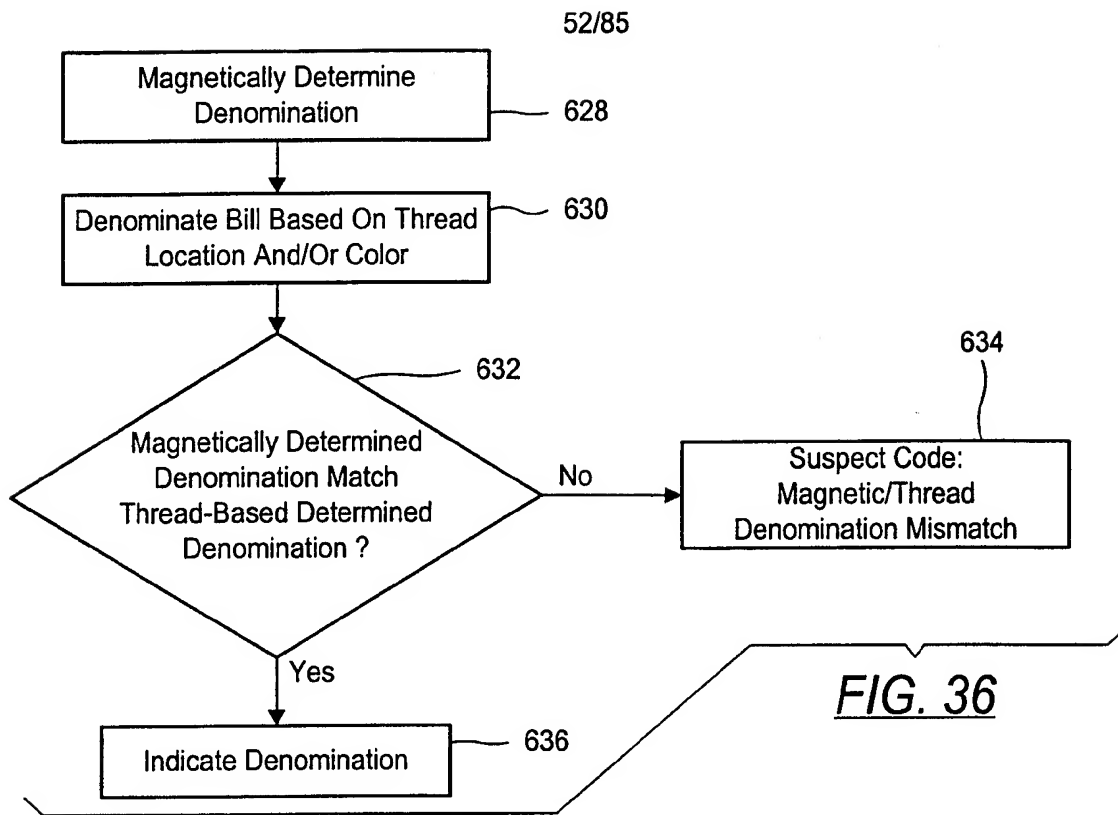 52/85
Magnetically Determine
Denomination
628
Denominate Bill Based On Thread
Location And/Or Color
630
632
Magnetically Determined
Denomination Match
Thread-Based Determined
Denomination ?
No
634
Suspect Code:
Magnetic/Thread
Denomination Mismatch
Yes
Indicate Denomination
636
FIG. 36